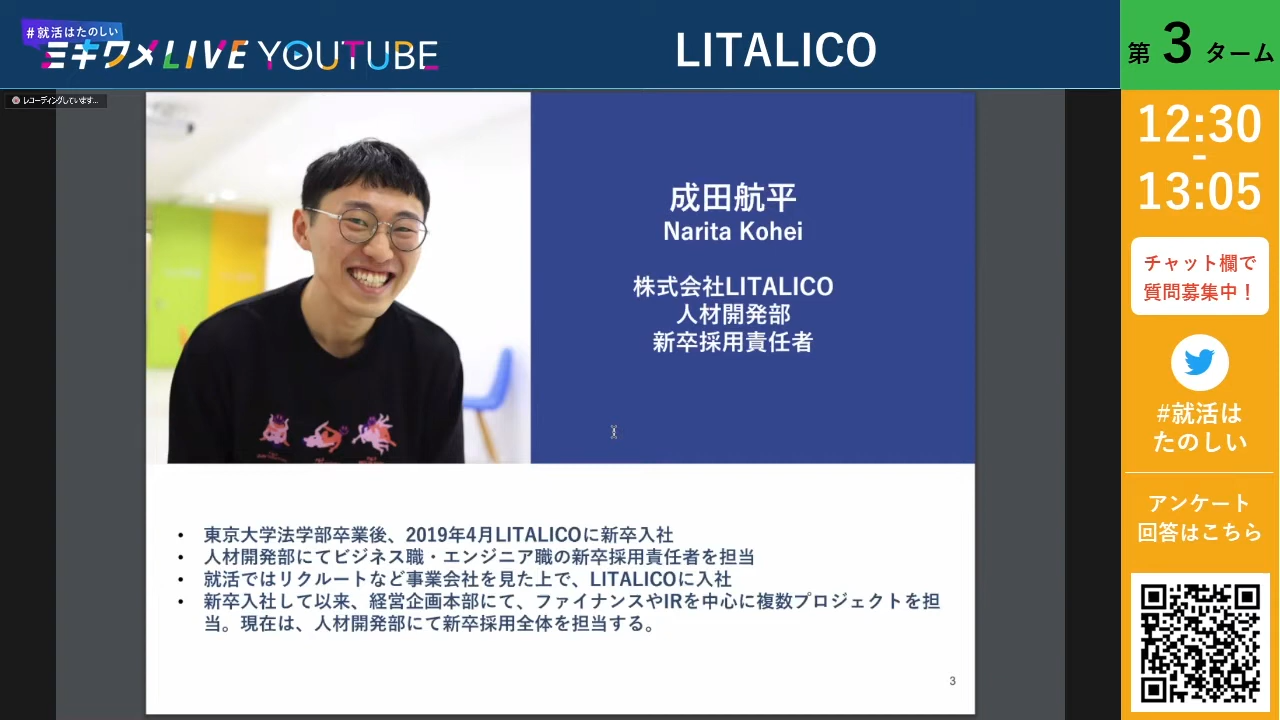 #就活はたのしい
ミキワメLIVE YOUTUBE
LITALICO
第3ターム
レコーディングしています...
12:30
-
13:05
チャット欄で
質問募集中！
#就活は
たのしい
アンケート
回答はこちら
成田航平
Narita Kohei
株式会社LITALICO
人材開発部
新卒採用責任者
• 東京大学法学部卒業後、2019年4月LITALICOに新卒入社
• 人材開発部にてビジネス職・エンジニア職の新卒採用責任者を担当
• 就活ではリクルートなど事業会社を見た上で、LITALICOに入社
• 新卒入社して以来、経営企画本部にて、ファイナンスやIRを中心に複数プロジェクトを担
当。現在は、人材開発部にて新卒採用全体を担当する。
3